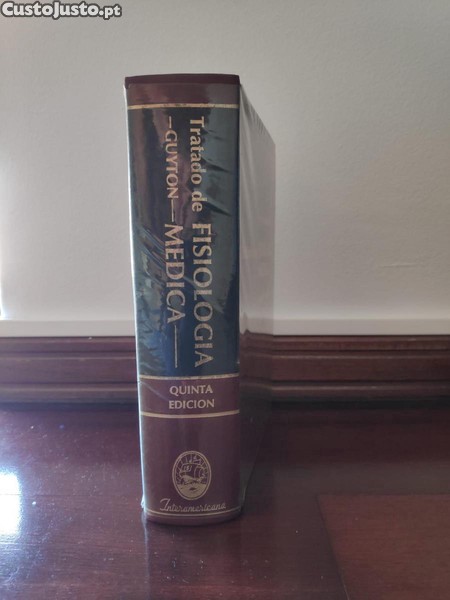 CustoJusto.pt
Tratado de FISIOLOGIA
— GUYTON — MEDICA —
QUINTA
EDICION
Interamericana